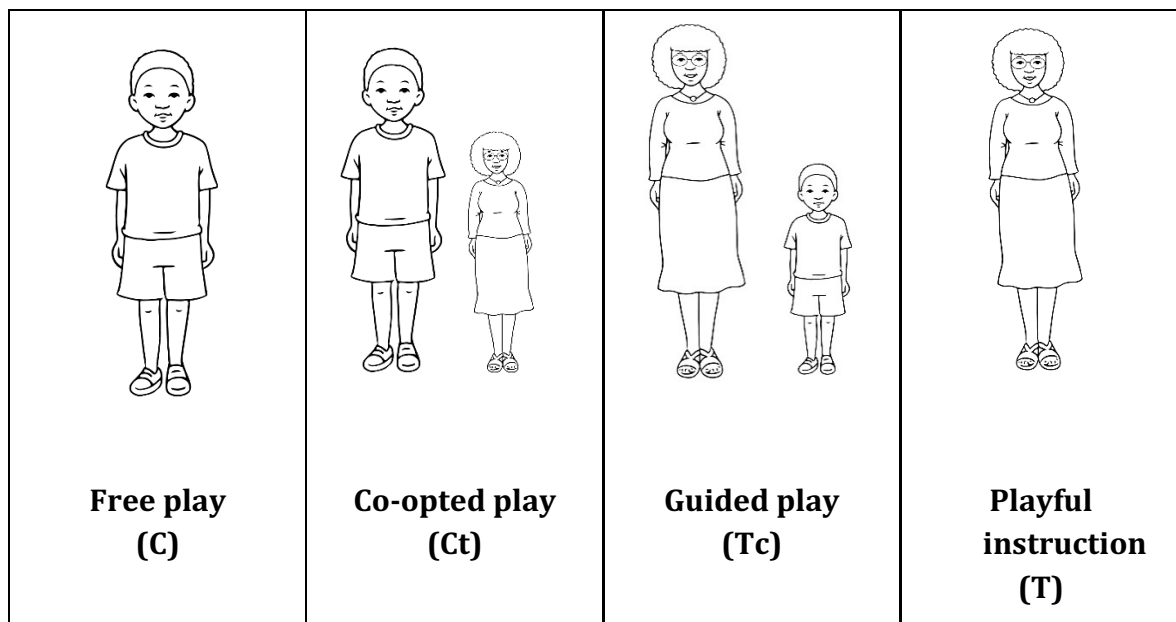 Free play
(C)
Co-opted play
(Ct)
Guided play
(Tc)
Playful
instruction
(T)